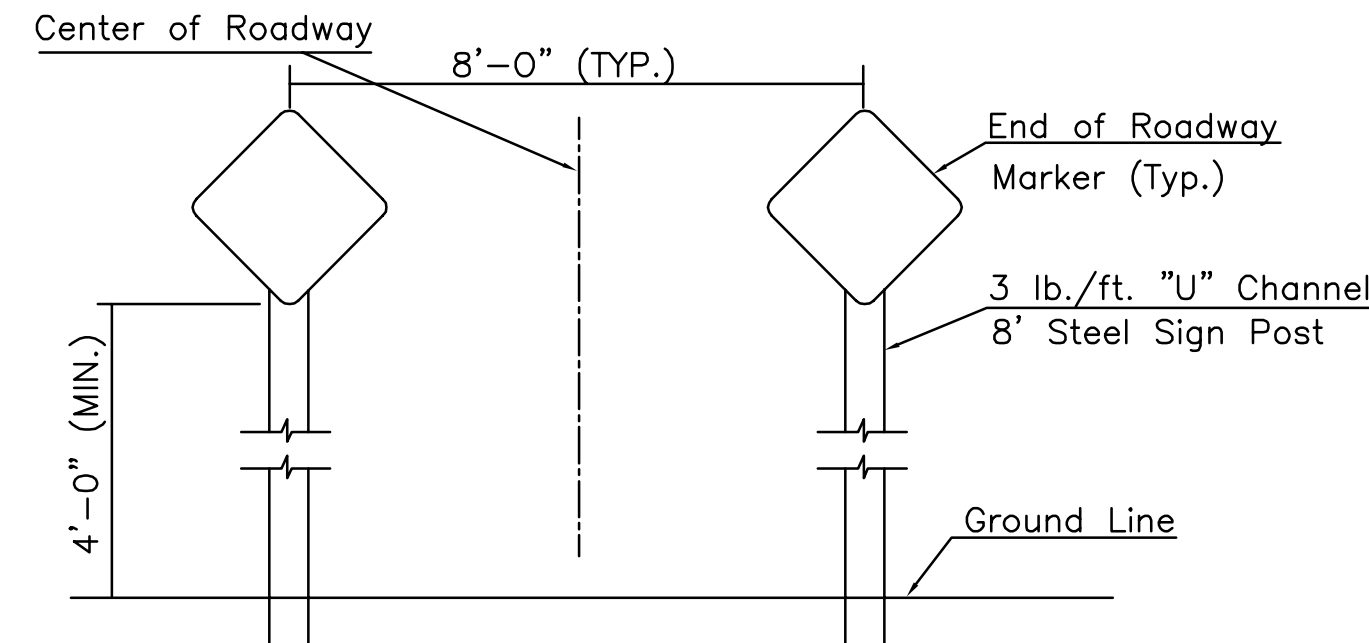 Center of Roadway
8'-0" (TYP.)
End of Roadway
Marker (Typ.)
3 lb./ft. "U" Channel
8' Steel Sign Post
4'-0" (MIN.)
Ground Line